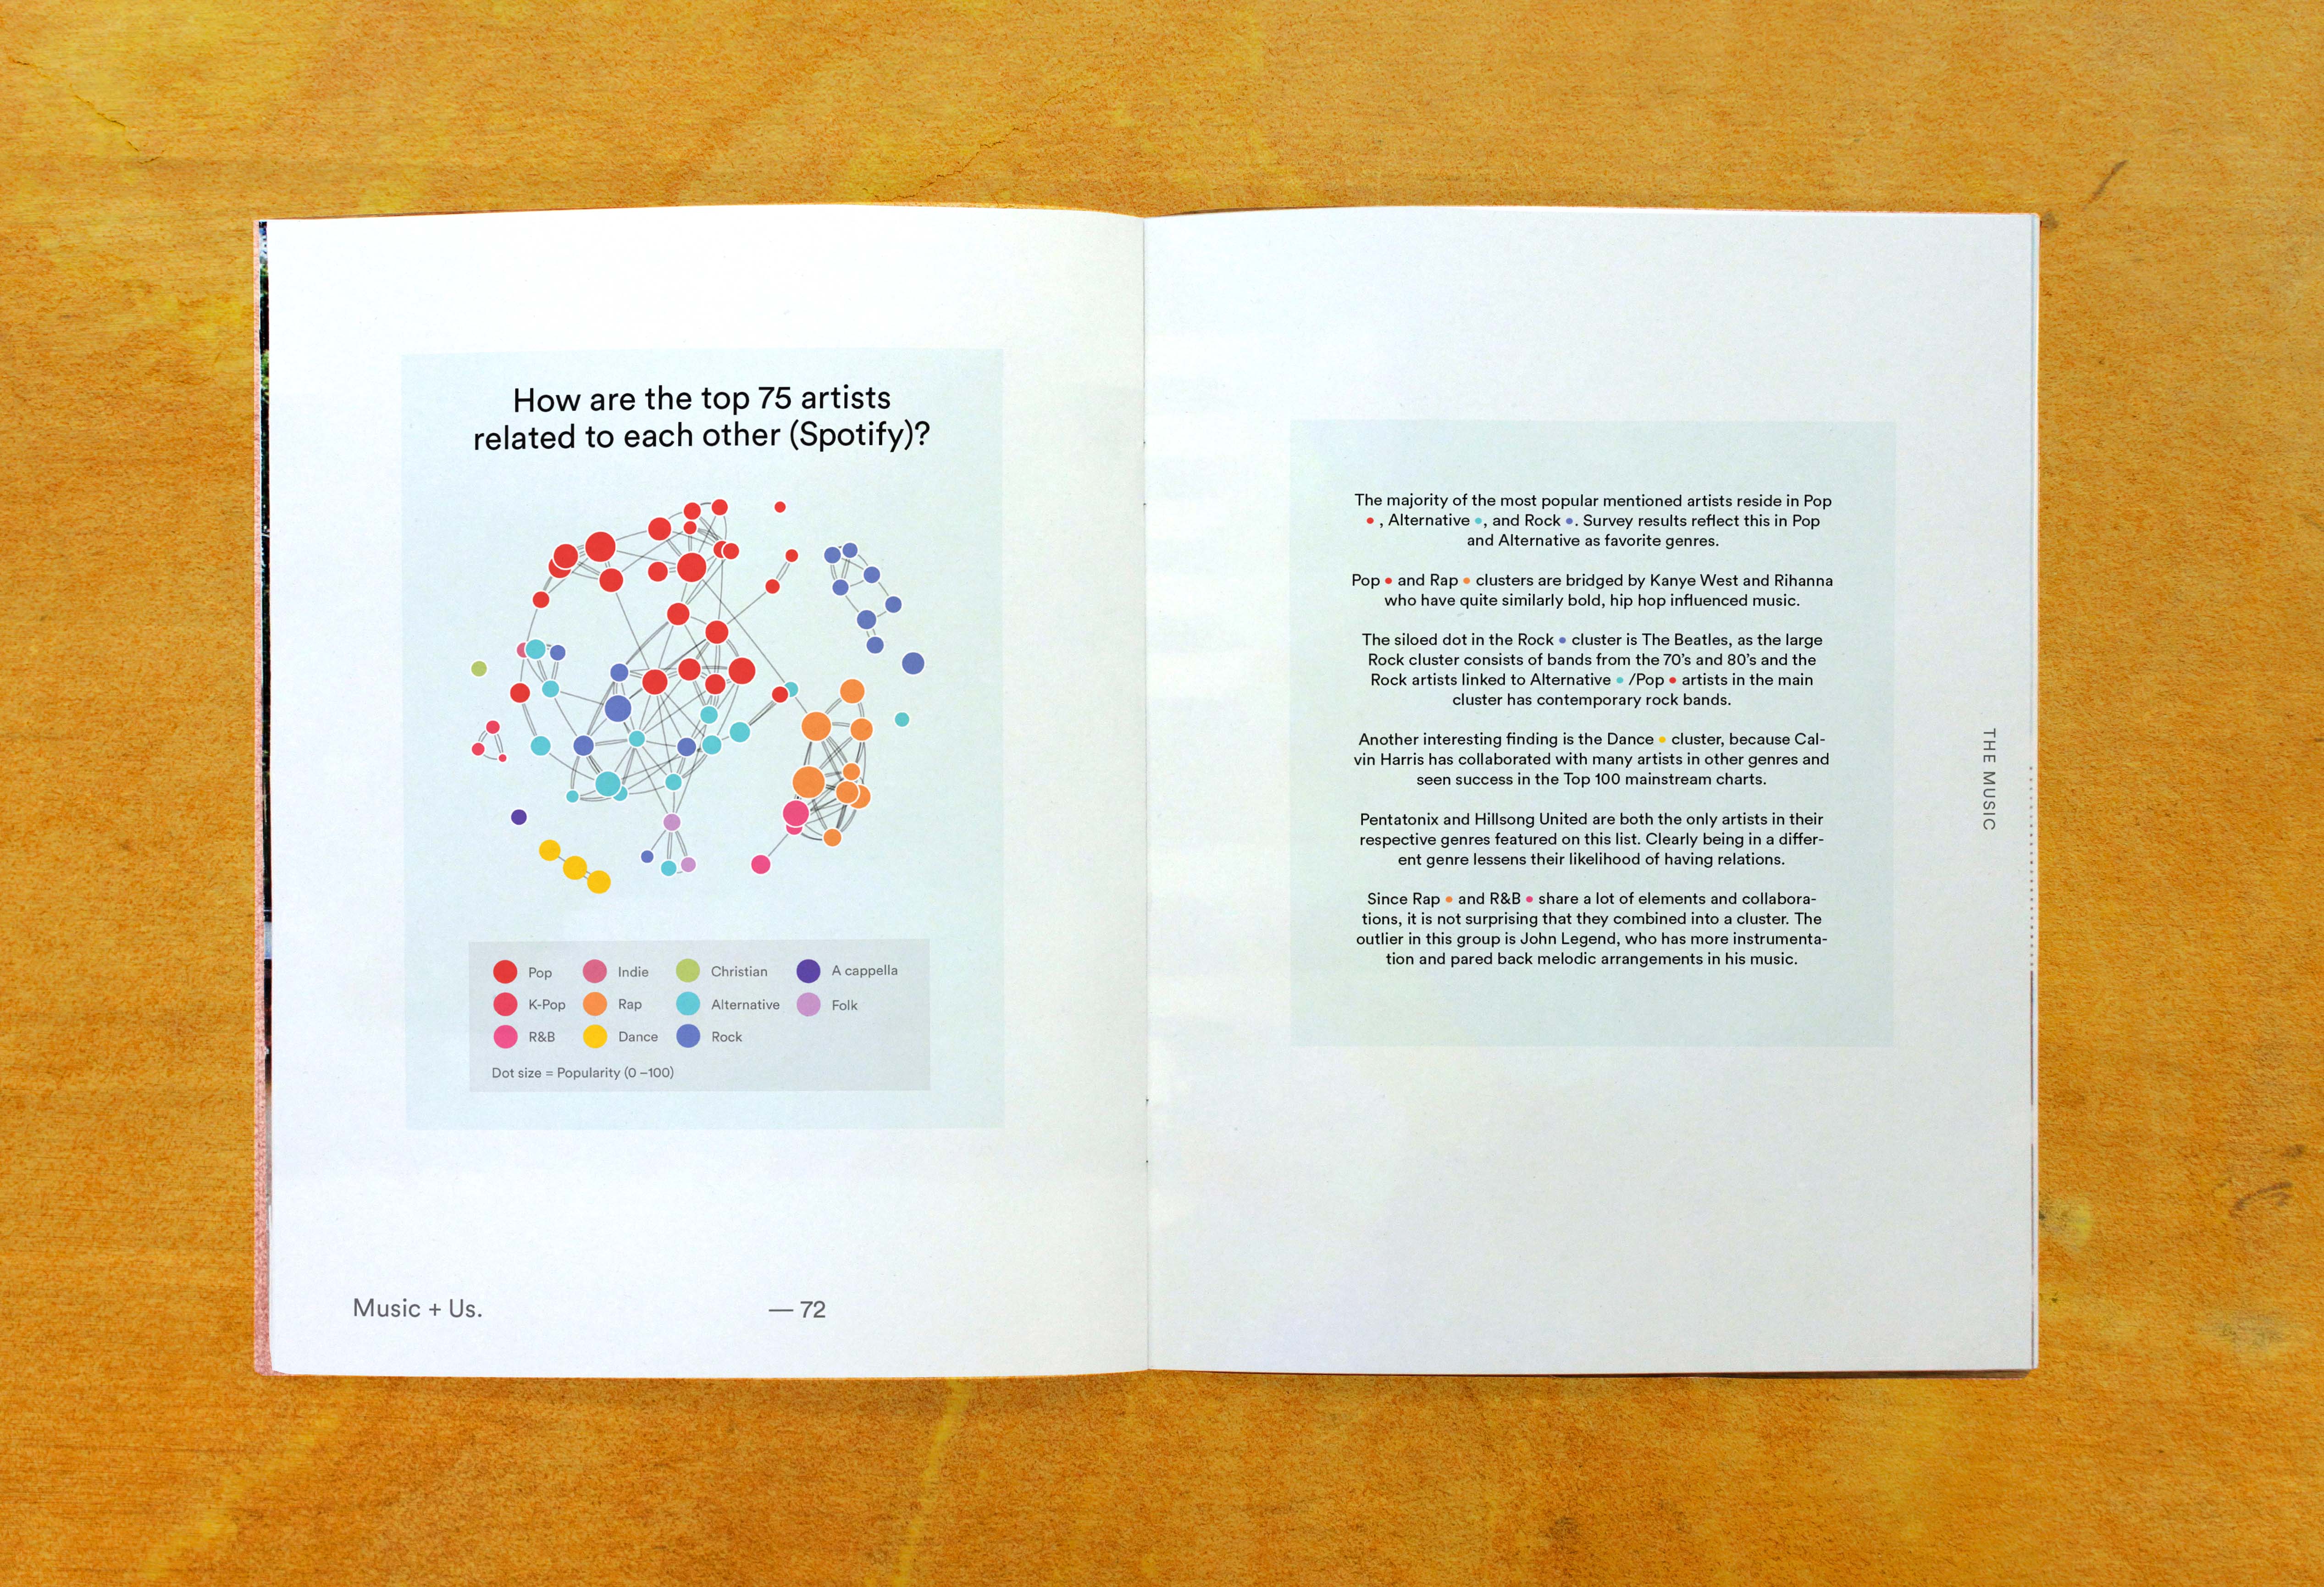 How are the top 75 artists
related to each other (Spotify)?
Pop
Indie
Christian
A cappella
K-Pop
Rap
Alternative
Folk
R&B
Dance
Rock
Dot size = Popularity (0 –100)
Music + Us.
— 72
The majority of the most popular mentioned artists reside in Pop
● , Alternative ●, and Rock ●. Survey results reflect this in Pop
and Alternative as favorite genres.
Pop ● and Rap ● clusters are bridged by Kanye West and Rihanna
who have quite similarly bold, hip hop influenced music.
The siloed dot in the Rock ● cluster is The Beatles, as the large
Rock cluster consists of bands from the 70's and 80's and the
Rock artists linked to Alternative ● /Pop ● artists in the main
cluster has contemporary rock bands.
Another interesting finding is the Dance ● cluster, because Cal-
vin Harris has collaborated with many artists in other genres and
seen success in the Top 100 mainstream charts.
Pentatonix and Hillsong United are both the only artists in their
respective genres featured on this list. Clearly being in a differ-
ent genre lessens their likelihood of having relations.
Since Rap ● and R&B ● share a lot of elements and collabora-
tions, it is not surprising that they combined into a cluster. The
outlier in this group is John Legend, who has more instrumenta-
tion and pared back melodic arrangements in his music.
THE MUSIC